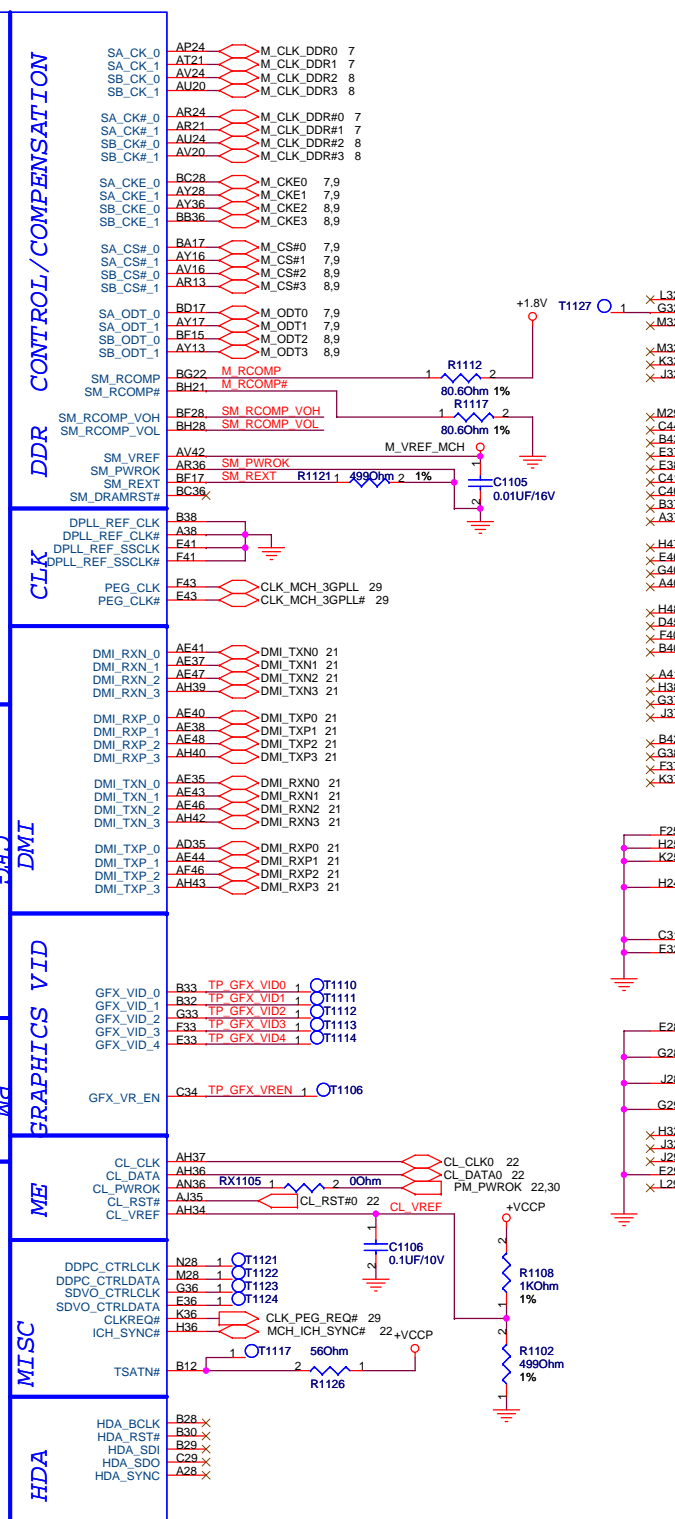 DDR CONTROL/COMPENSATION
SA_CK_0 AP24 M_CLK_DDR0 7
SA_CK_1 AT21 M_CLK_DDR1 7
SB_CK_0 AV24 M_CLK_DDR2 8
SB_CK_1 AU20 M_CLK_DDR3 8
SA_CK#_0 AR24 M_CLK_DDR#0 7
SA_CK#_1 AR21 M_CLK_DDR#1 7
SB_CK#_0 AU24 M_CLK_DDR#2 8
SB_CK#_1 AV20 M_CLK_DDR#3 8
SA_CKE_0 BC28 M_CKE0 7,9
SA_CKE_1 AY28 M_CKE1 7,9
SB_CKE_0 AY36 M_CKE2 8,9
SB_CKE_1 BB36 M_CKE3 8,9
SA_CS#_0 BA17 M_CS#0 7,9
SA_CS#_1 AY16 M_CS#1 7,9
SB_CS#_0 AV16 M_CS#2 8,9
SB_CS#_1 AR13 M_CS#3 8,9
SA_ODT_0 BD17 M_ODT0 7,9
SA_ODT_1 AY17 M_ODT1 7,9
SB_ODT_0 BF15 M_ODT2 8,9
SB_ODT_1 AY13 M_ODT3 8,9
+1.8V T1127 1
SM_RCOMP BG22 M_RCOMP 1 R1112 2
80.6Ohm 1%
SM_RCOMP# BH21 M_RCOMP#
1 R1117 2
80.6Ohm 1%
SM_RCOMP_VOH BF28 SM_RCOMP_VOH
SM_RCOMP_VOL BH28 SM_RCOMP_VOL
M_VREF_MCH
SM_VREF AV42
SM_PWROK AR36 SM_PWROK
SM_REXT BF17 SM_REXT R1121 1 499Ohm 2 1%
SM_DRAMRST# BC36
1 C1105
0.01UF/16V
2
CLK
DPLL_REF_CLK B38
DPLL_REF_CLK# A38
DPLL_REF_SSCLK E41
DPLL_REF_SSCLK# F41
PEG_CLK F43 CLK_MCH_3GPLL 29
PEG_CLK# E43 CLK_MCH_3GPLL# 29
DMI
DMI_RXN_0 AE41 DMI_TXN0 21
DMI_RXN_1 AE37 DMI_TXN1 21
DMI_RXN_2 AE47 DMI_TXN2 21
DMI_RXN_3 AH39 DMI_TXN3 21
DMI_RXP_0 AE40 DMI_TXP0 21
DMI_RXP_1 AE38 DMI_TXP1 21
DMI_RXP_2 AE48 DMI_TXP2 21
DMI_RXP_3 AH40 DMI_TXP3 21
DMI_TXN_0 AE35 DMI_RXN0 21
DMI_TXN_1 AE43 DMI_RXN1 21
DMI_TXN_2 AE46 DMI_RXN2 21
DMI_TXN_3 AH42 DMI_RXN3 21
DMI_TXP_0 AD35 DMI_RXP0 21
DMI_TXP_1 AE44 DMI_RXP1 21
DMI_TXP_2 AF46 DMI_RXP2 21
DMI_TXP_3 AH43 DMI_RXP3 21
GRAPHICS VID
GFX_VID_0 B33 TP_GFX_VID0 1 T1110
GFX_VID_1 B32 TP_GFX_VID1 1 T1111
GFX_VID_2 G33 TP_GFX_VID2 1 T1112
GFX_VID_3 F33 TP_GFX_VID3 1 T1113
GFX_VID_4 E33 TP_GFX_VID4 1 T1114
GFX_VR_EN C34 TP_GFX_VREN 1 T1106
PM
ME
CL_CLK AH37 CL_CLK0 22
CL_DATA AH36 CL_DATA0 22
CL_PWROK AN36 RX1105 1 2 0Ohm PM_PWROK 22,30
CL_RST# AJ35 CL_RST#0 22
CL_VREF AH34 CL_VREF
+VCCP
1 C1106
0.1UF/10V
2
2
R1108
1KOhm
1%
1
2
R1102
499Ohm
1%
1
MISC
DDPC_CTRLCLK N28 1 T1121
DDPC_CTRLDATA M28 1 T1122
SDVO_CTRLCLK G36 1 T1123
SDVO_CTRLDATA E36 1 T1124
CLKREQ# K36 CLK_PEG_REQ# 29
ICH_SYNC# H36 MCH_ICH_SYNC# 22
+VCCP
1 T1117 56Ohm
TSATN# B12 2 1
R1126
HDA
HDA_BCLK B28
HDA_RST# B30
HDA_SDI B29
HDA_SDO C29
HDA_SYNC A28